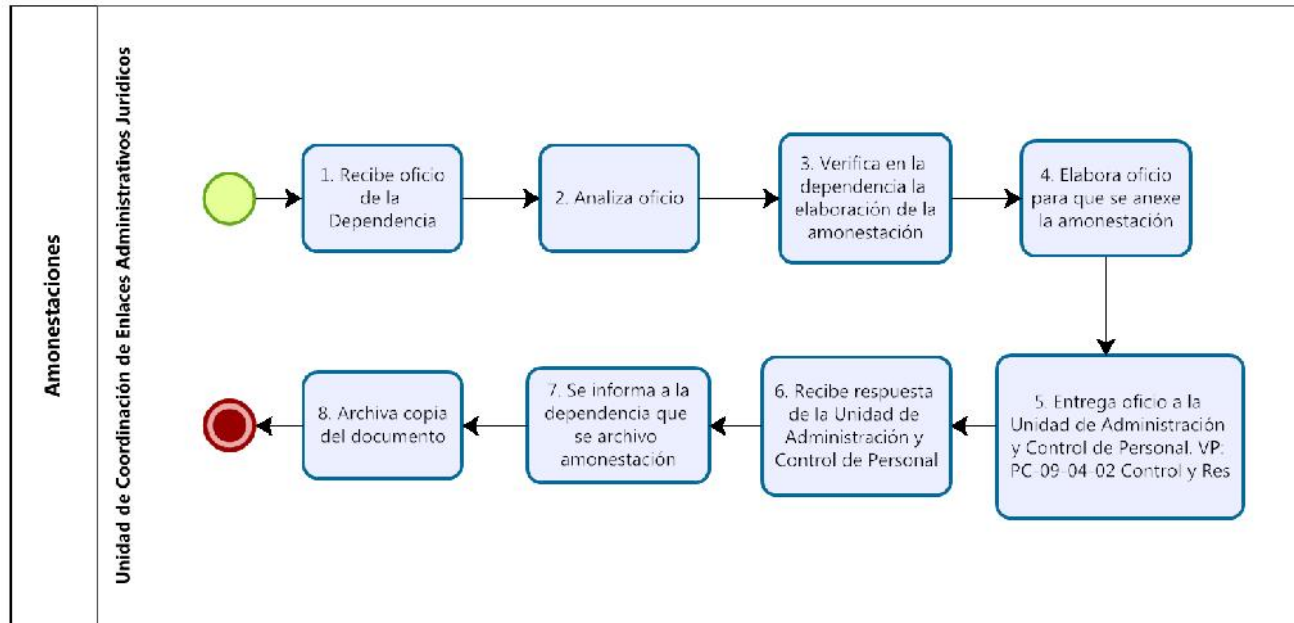 Amonestaciones
Unidad de Coordinación de Enlaces Administrativos Jurídicos
1. Recibe oficio
de la
Dependencia
2. Analiza oficio
3. Verifica en la
dependencia la
elaboración de la
amonestación
4. Elabora oficio
para que se anexe
la amonestación
5. Entrega oficio a la
Unidad de Administración
y Control de Personal. VP:
PC-09-04-02 Control y Res
6. Recibe respuesta
de la Unidad de
Administración y
Control de Personal
7. Se informa a la
dependencia que
se archivo
amonestación
8. Archiva copia
del documento